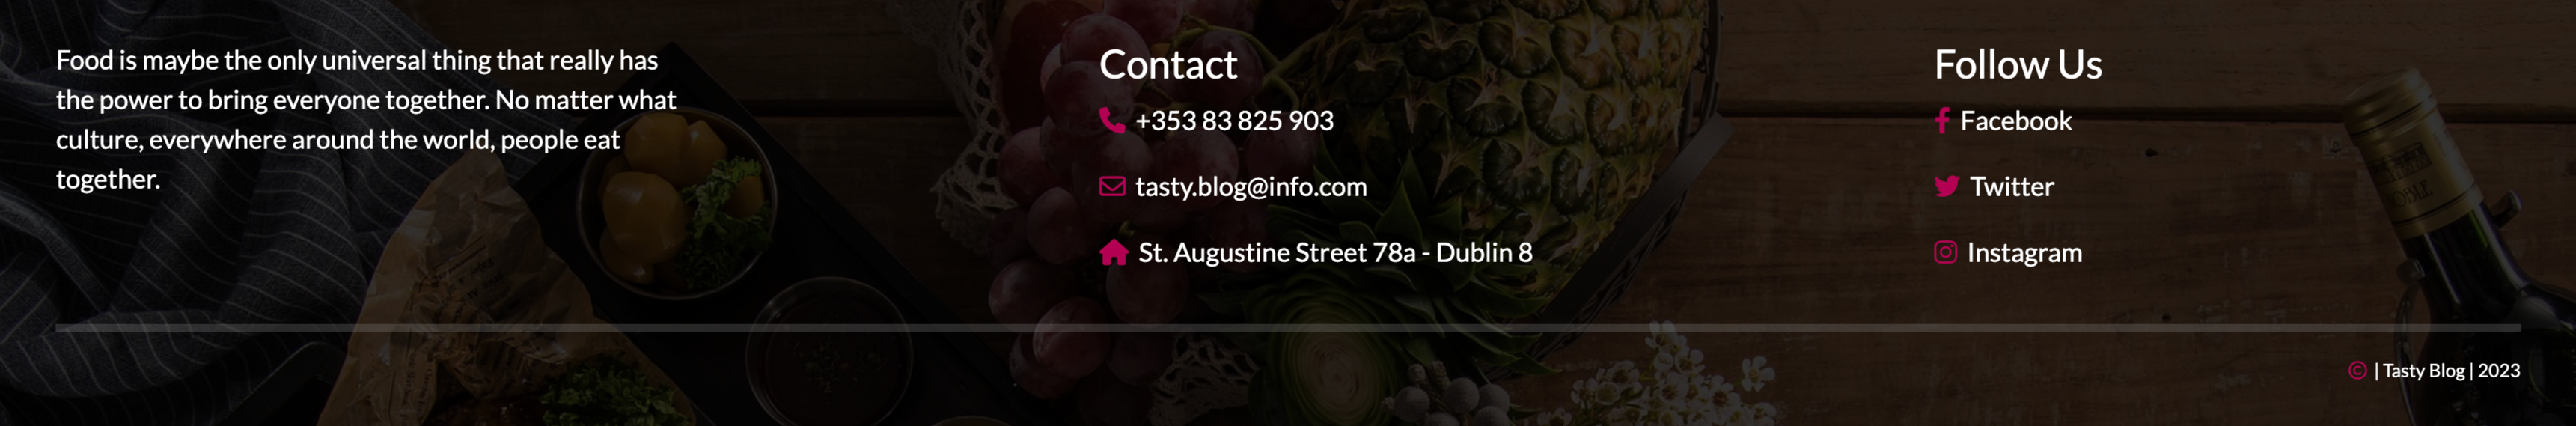 Food is maybe the only universal thing that really has
the power to bring everyone together. No matter what
culture, everywhere around the world, people eat
together.
Contact
+353 83 825 903
tasty.blog@info.com
St. Augustine Street 78a - Dublin 8
Follow Us
Facebook
Twitter
Instagram
© | Tasty Blog | 2023